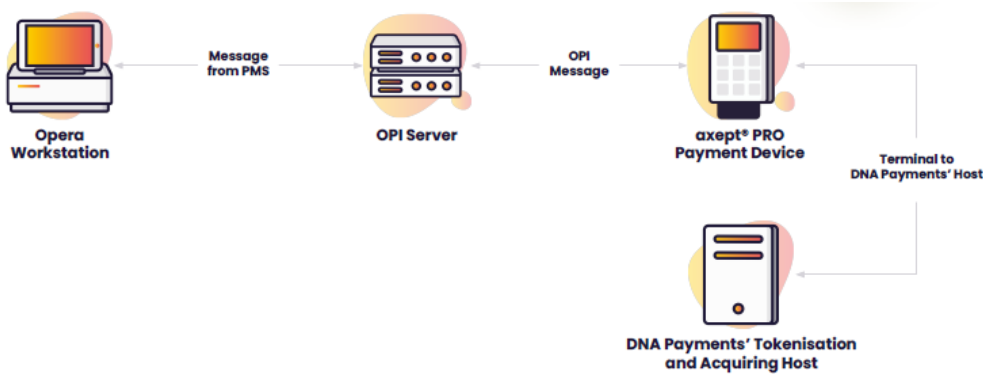 Message
from PMS
OPI
Message
Opera
Workstation
OPI Server
axept® PRO
Payment Device
Terminal to
DNA Payments' Host
DNA Payments' Tokenisation
and Acquiring Host